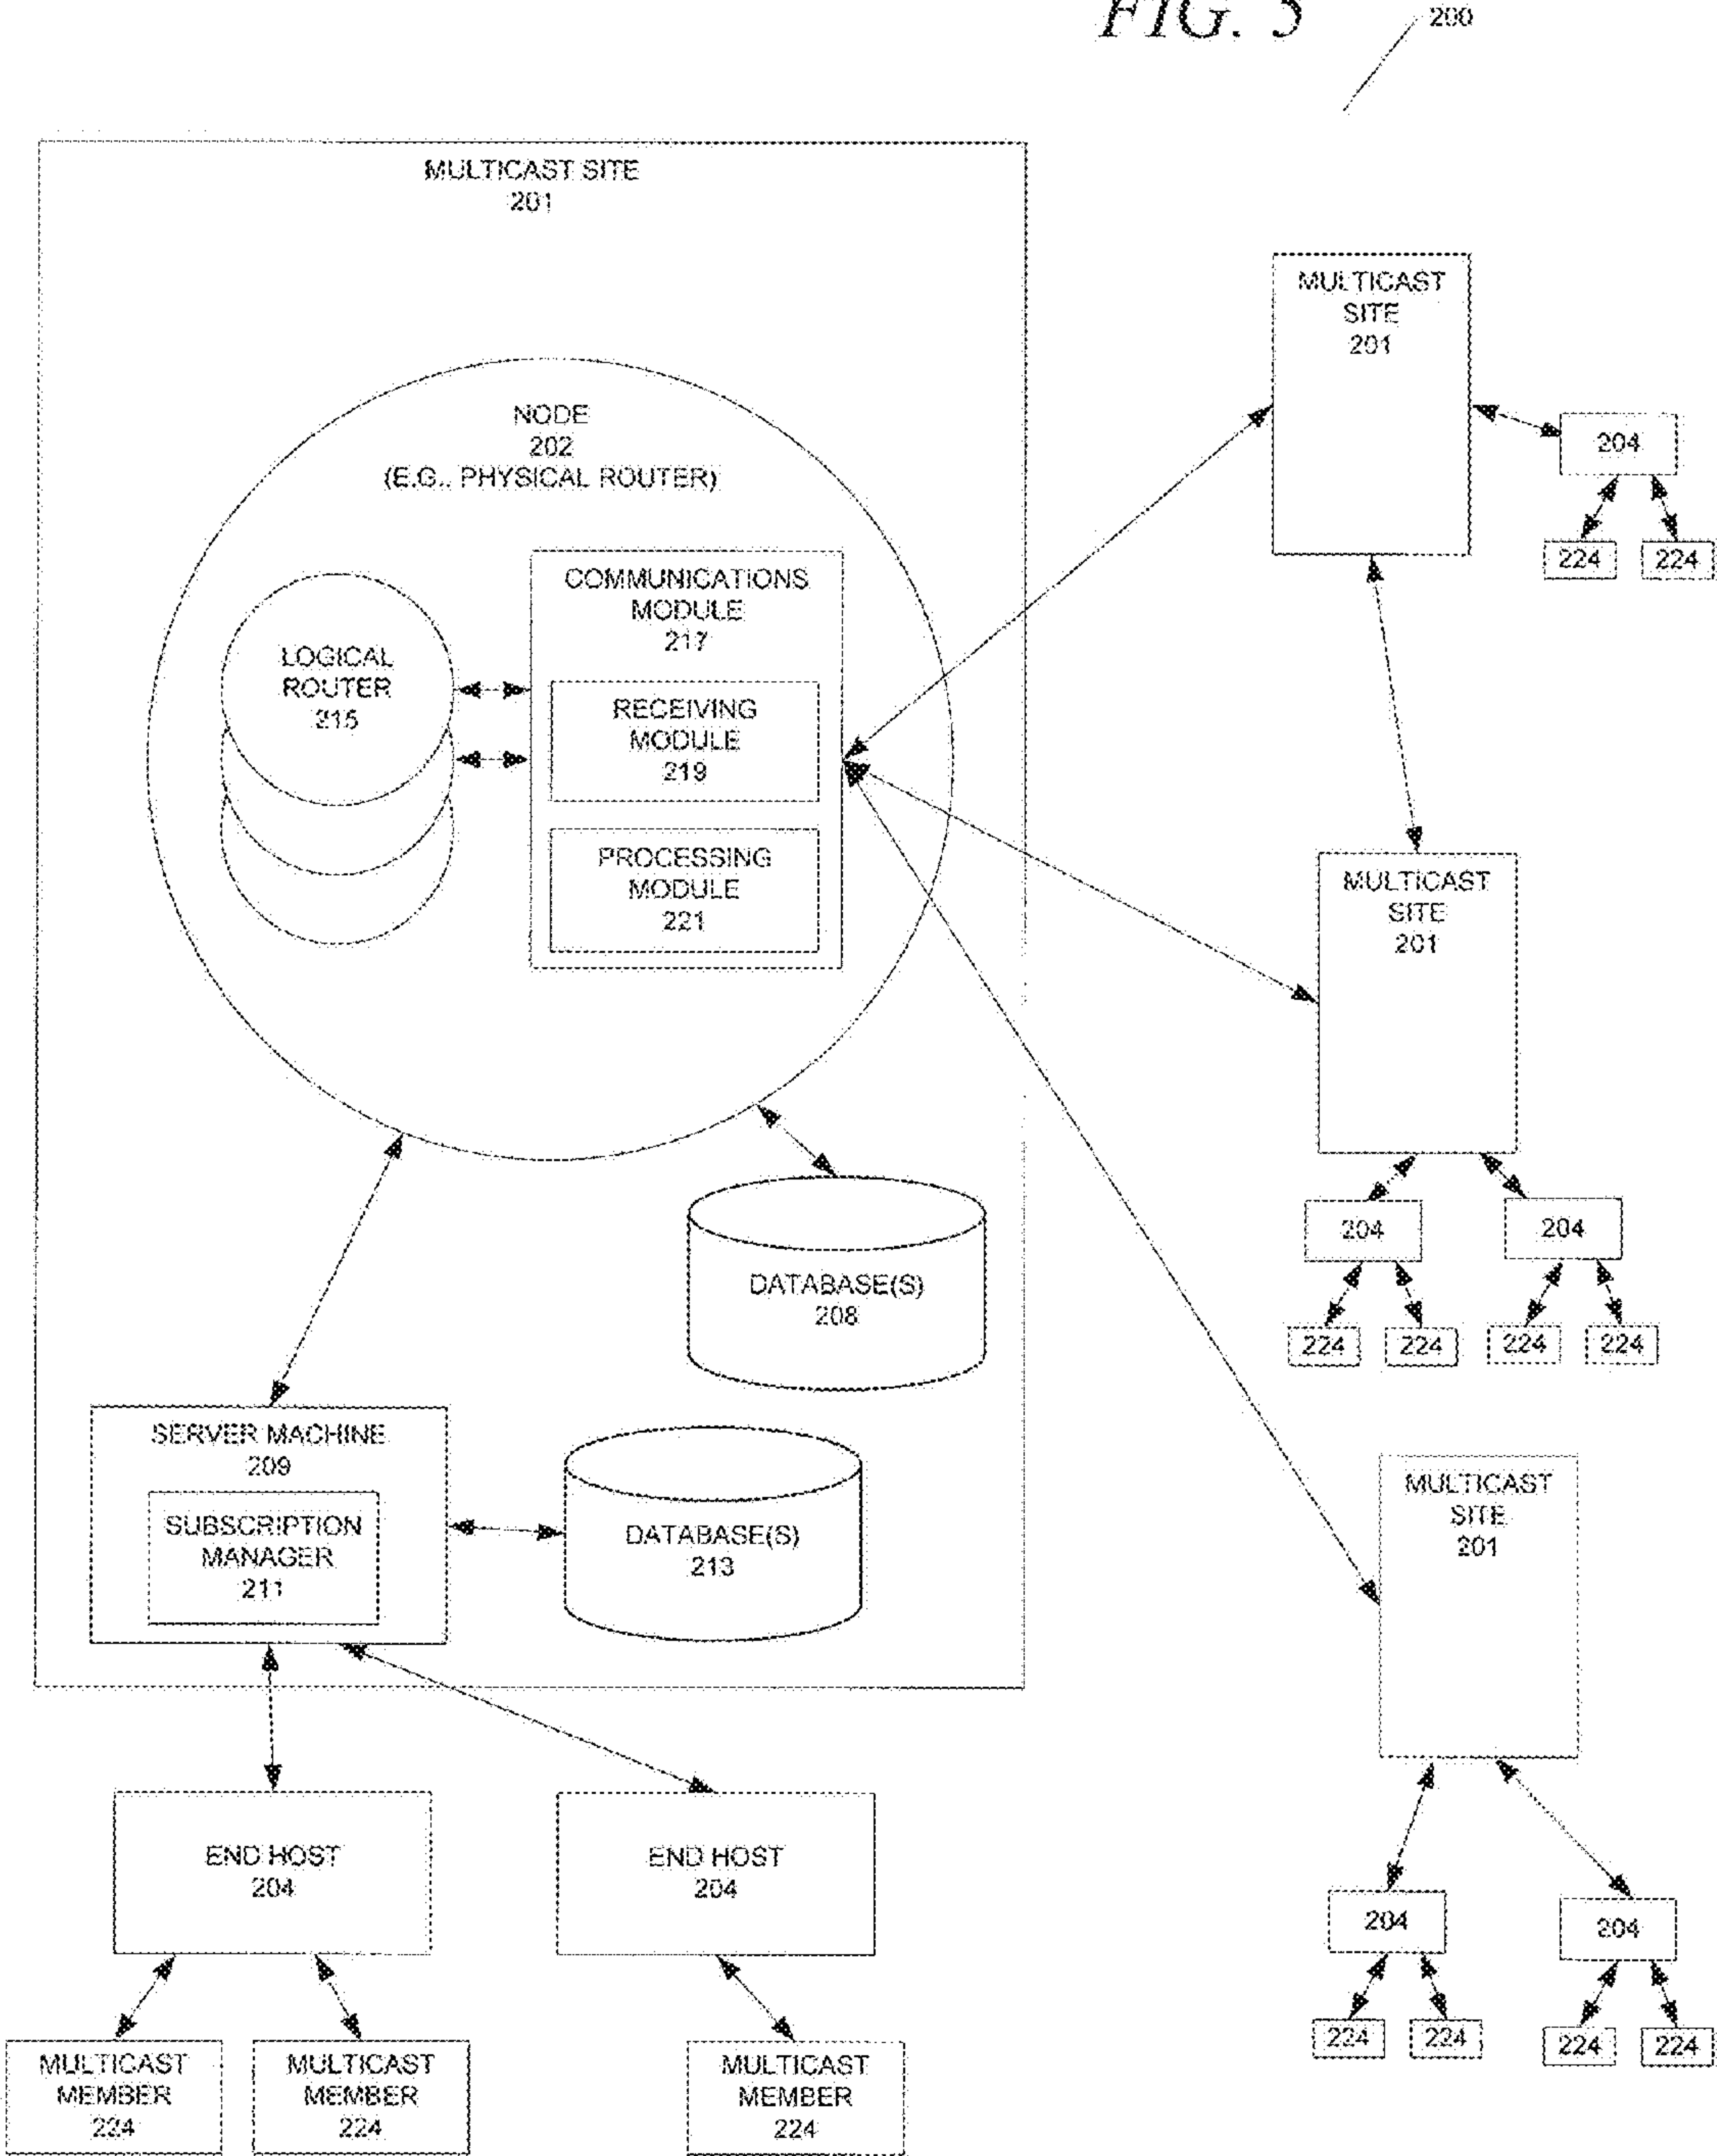 FIG. 5
200
MULTICAST SITE
201
NODE
202
(E.G., PHYSICAL ROUTER)
COMMUNICATIONS
MODULE
217
LOGICAL
ROUTER
215
RECEIVING
MODULE
219
PROCESSING
MODULE
221
DATABASE(S)
208
SERVER MACHINE
209
SUBSCRIPTION
MANAGER
211
DATABASE(S)
213
END HOST
204
END HOST
204
MULTICAST
MEMBER
224
MULTICAST
MEMBER
224
MULTICAST
MEMBER
224
MULTICAST
SITE
201
204
224
224
MULTICAST
SITE
201
204
204
224
224
224
224
MULTICAST
SITE
201
204
204
224
224
224
224